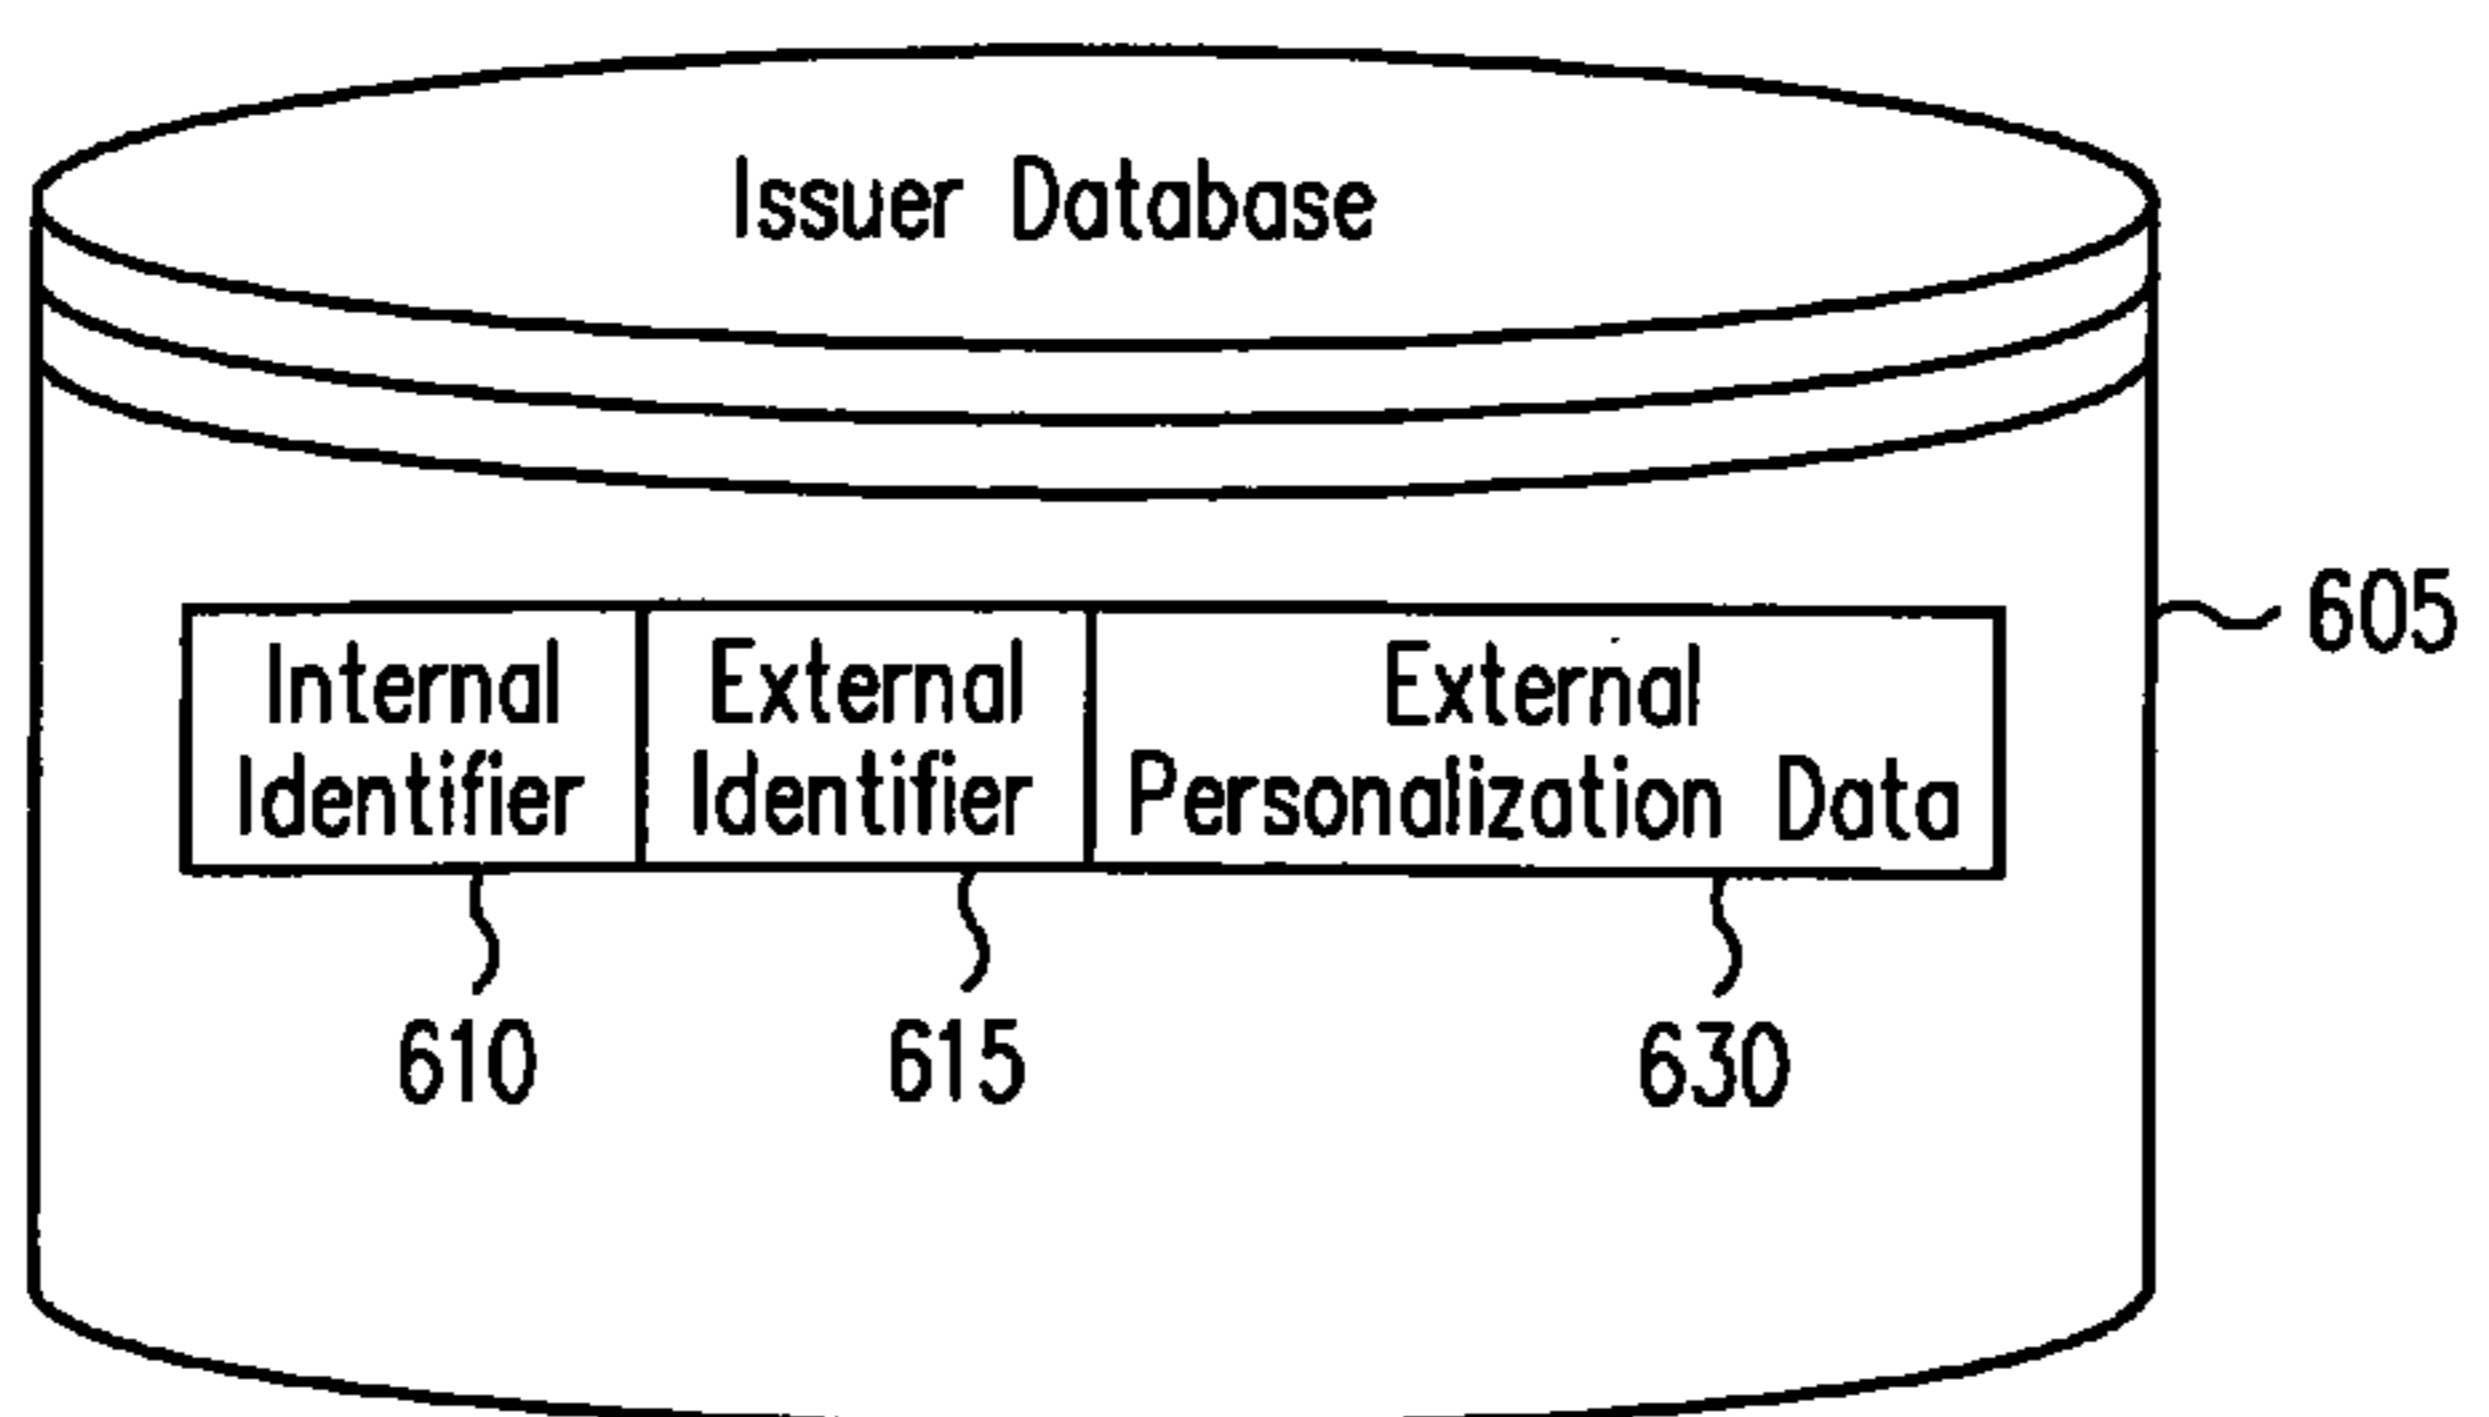 Issuer Database
605
Internal
Identifier
External
Identifier
External
Personalization Data
610
615
630